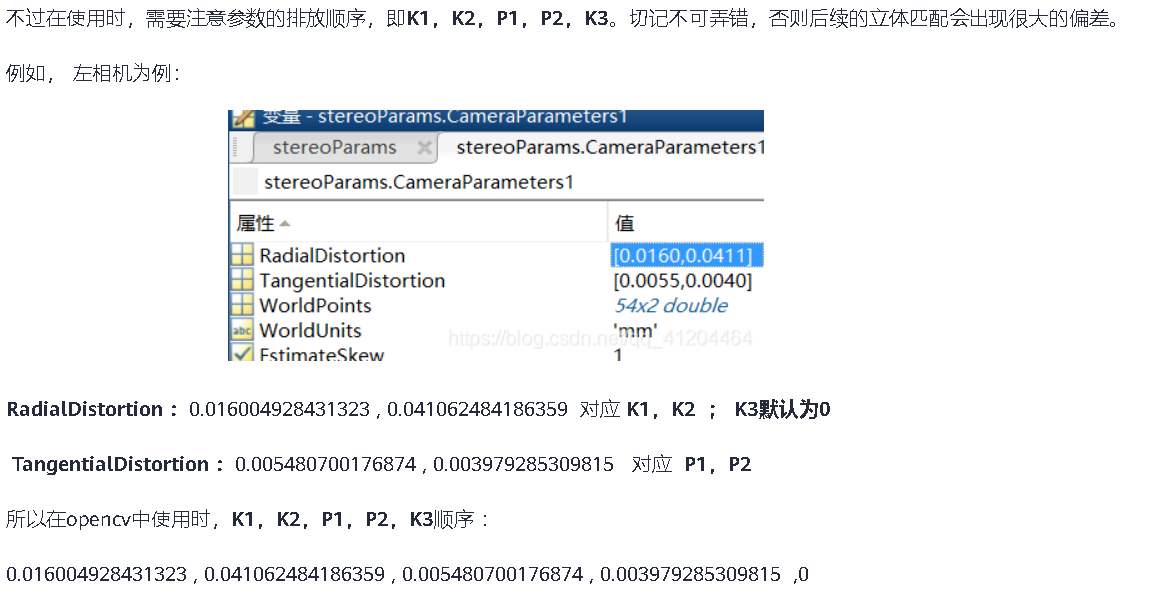 不过在使用时，需要注意参数的排放顺序，即K1，K2，P1，P2，K3。切记不可弄错，否则后续的立体匹配会出现很大的偏差。
例如， 左相机为例：
变量 - stereoParams.CameraParameters1
stereoParams stereoParams.CameraParameters1
stereoParams.CameraParameters1
属性 值
RadialDistortion [0.0160,0.0411]
TangentialDistortion [0.0055,0.0040]
WorldPoints 54x2 double
abc WorldUnits 'mm'
https://blog.csdn.net/qq_41204464
EstimateSkew 1
RadialDistortion： 0.016004928431323 , 0.041062484186359 对应 K1，K2 ； K3默认为0
TangentialDistortion： 0.005480700176874 , 0.003979285309815 对应 P1，P2
所以在opencv中使用时，K1，K2，P1，P2，K3顺序：
0.016004928431323 , 0.041062484186359 , 0.005480700176874 , 0.003979285309815 ,0